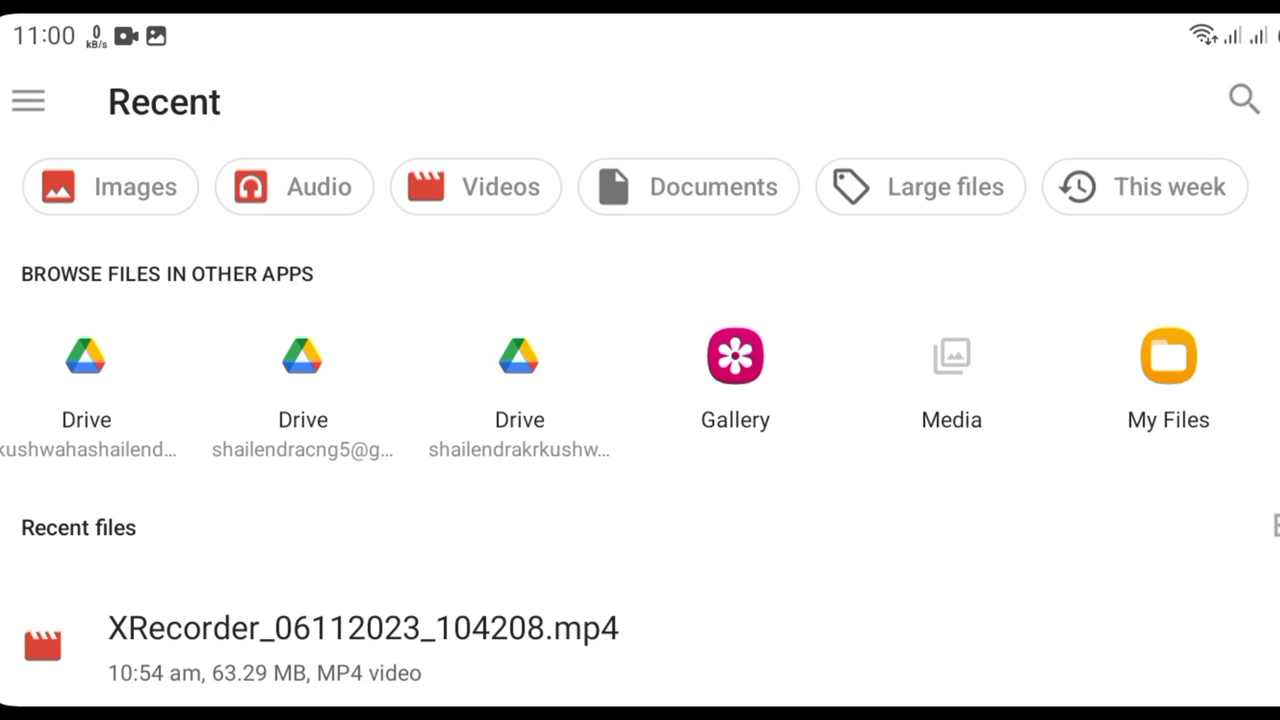 11:00 0 kB/s
Recent
Images Audio Videos Documents Large files This week
BROWSE FILES IN OTHER APPS
Drive Drive Drive Gallery Media My Files
kushwahashailend... shailendracng5@g... shailendrakrkushw...
Recent files
XRecorder_06112023_104208.mp4
10:54 am, 63.29 MB, MP4 video